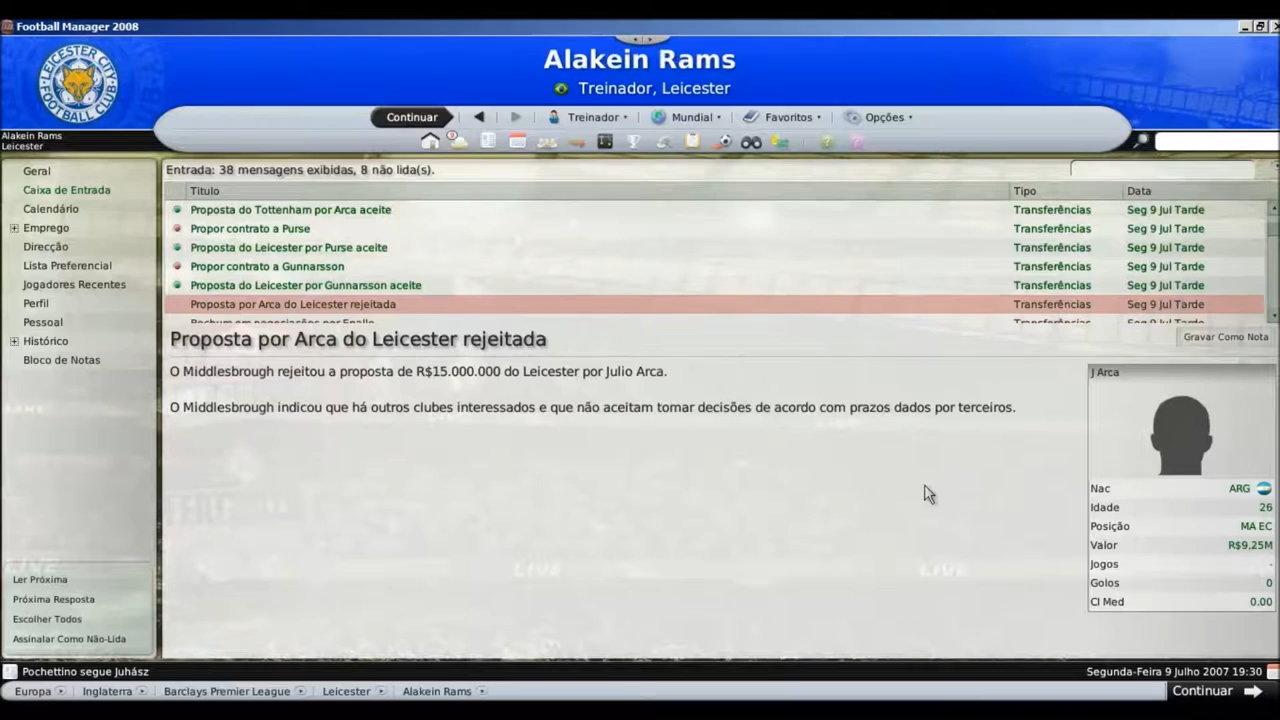 Football Manager 2008
LEICESTER CITY
FOOTBALL CLUB
Alakein Rams
Treinador, Leicester
Continuar
Treinador
Mundial
Favoritos
Opções
Alakein Rams
Leicester
Geral
Caixa de Entrada
Calendário
Emprego
Direcção
Lista Preferencial
Jogadores Recentes
Perfil
Pessoal
Histórico
Bloco de Notas
Entrada: 38 mensagens exibidas, 8 não lida(s).
Titulo Tipo Data
Proposta do Tottenham por Arca aceite Transferências Seg 9 Jul Tarde
Propor contrato a Purse Transferências Seg 9 Jul Tarde
Proposta do Leicester por Purse aceite Transferências Seg 9 Jul Tarde
Propor contrato a Gunnarsson Transferências Seg 9 Jul Tarde
Proposta do Leicester por Gunnarsson aceite Transferências Seg 9 Jul Tarde
Proposta por Arca do Leicester rejeitada Transferências Seg 9 Jul Tarde
Proposta por Arca do Leicester rejeitada
Gravar Como Nota
O Middlesbrough rejeitou a proposta de R$15.000.000 do Leicester por Julio Arca.
O Middlesbrough indicou que há outros clubes interessados e que não aceitam tomar decisões de acordo com prazos dados por terceiros.
J Arca
Nac ARG
Idade 26
Posição MA EC
Valor R$9,25M
Jogos -
Golos 0
Cl Med 0.00
LIVE
LIVE
Ler Próxima
Próxima Resposta
Escolher Todos
Assinalar Como Não-Lida
Pochettino segue Juhász
Segunda-Feira 9 Julho 2007 19:30
Europa
Inglaterra
Barclays Premier League
Leicester
Alakein Rams
Continuar